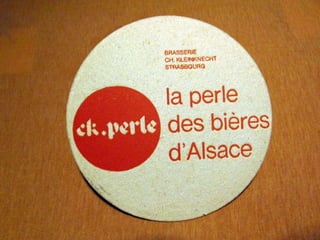 BRASSERIE
CH. KLEINKNECHT
STRASBOURG
ck.perle
la perle
des bières
d'Alsace